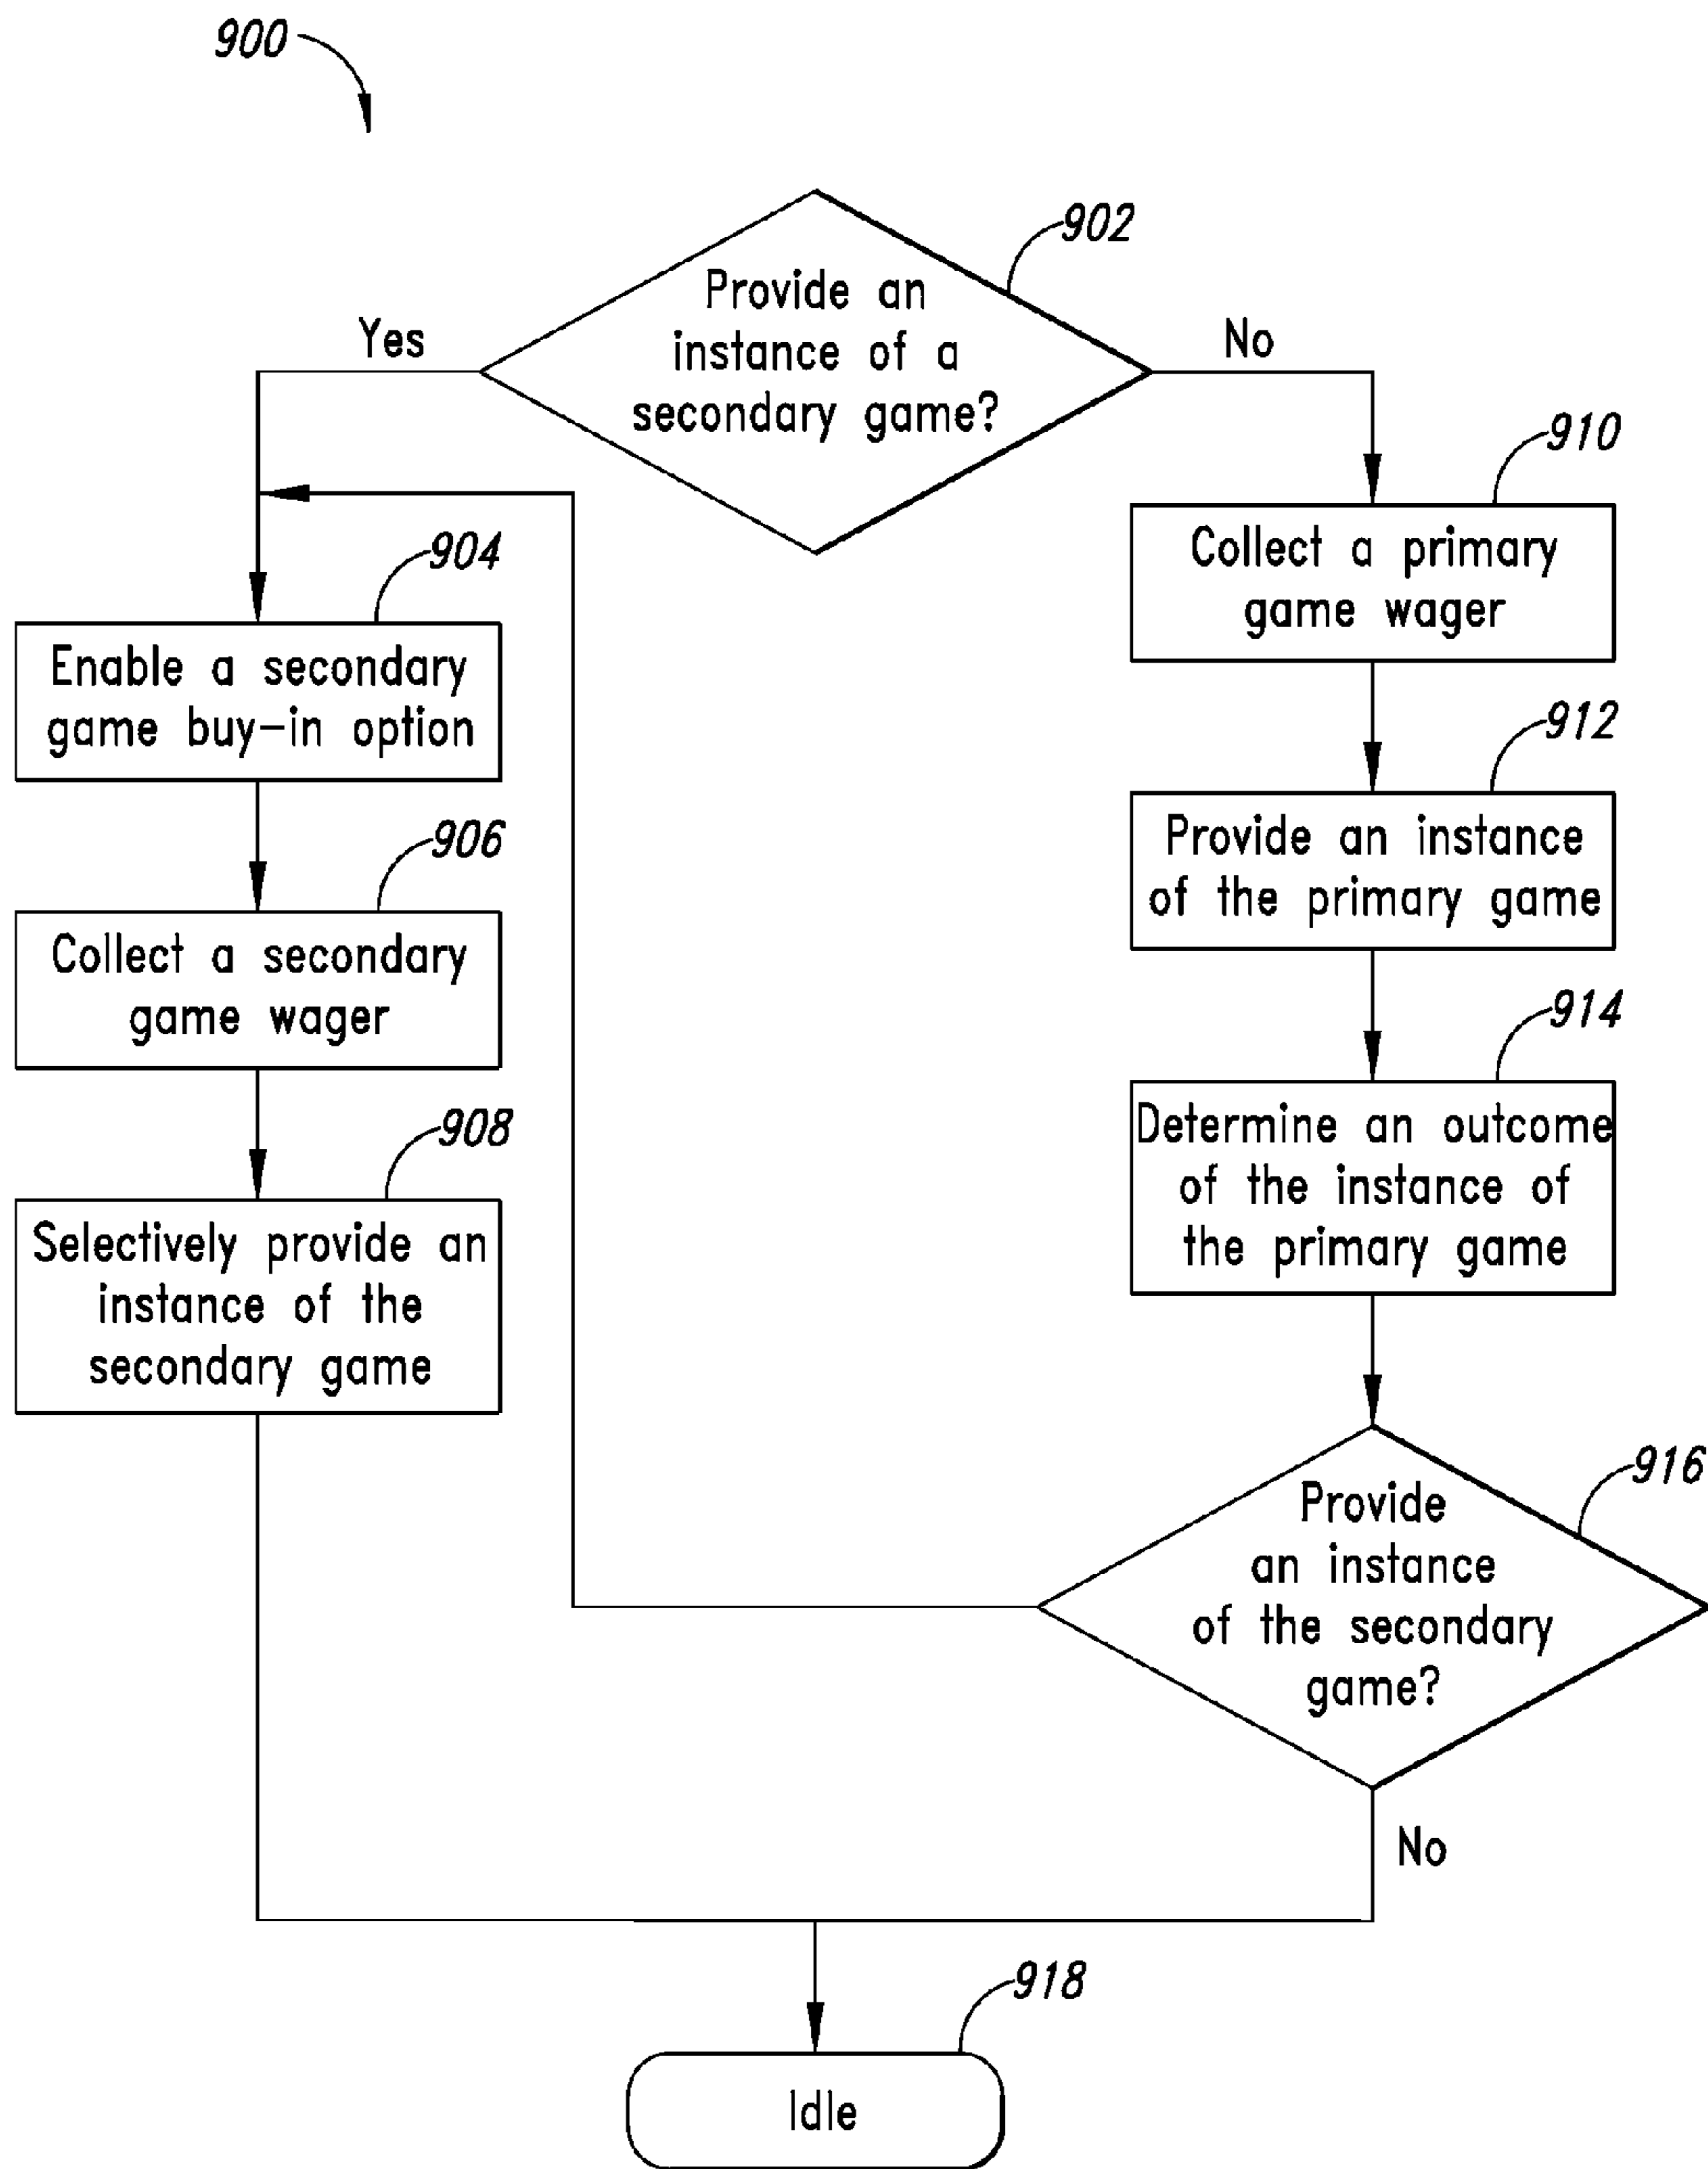 900
902
Provide an
instance of a
secondary game?
Yes
No
904
Enable a secondary
game buy-in option
906
Collect a secondary
game wager
908
Selectively provide an
instance of the
secondary game
910
Collect a primary
game wager
912
Provide an instance
of the primary game
914
Determine an outcome
of the instance of
the primary game
916
Provide
an instance
of the secondary
game?
No
918
Idle